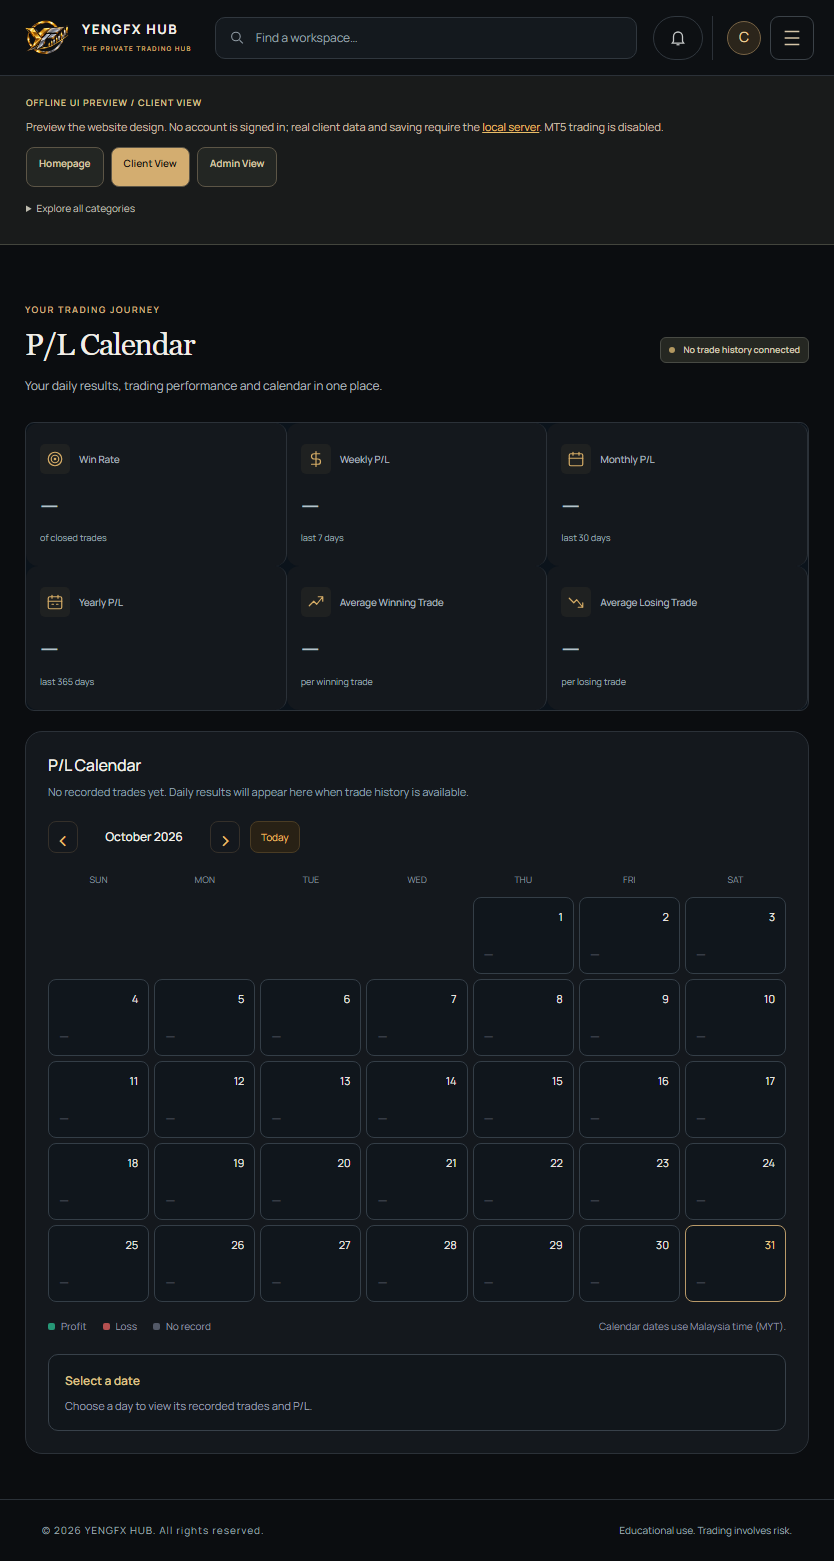 YENGFX HUB
THE PRIVATE TRADING HUB
Find a workspace...
C
OFFLINE UI PREVIEW / CLIENT VIEW
Preview the website design. No account is signed in; real client data and saving require the local server. MT5 trading is disabled.
Homepage
Client View
Admin View
Explore all categories
YOUR TRADING JOURNEY
P/L Calendar
No trade history connected
Your daily results, trading performance and calendar in one place.
Win Rate
Weekly P/L
Monthly P/L
—
—
—
of closed trades
last 7 days
last 30 days
Yearly P/L
Average Winning Trade
Average Losing Trade
—
—
—
last 365 days
per winning trade
per losing trade
P/L Calendar
No recorded trades yet. Daily results will appear here when trade history is available.
October 2026
Today
SUN MON TUE WED THU FRI SAT
1 2 3
— — —
4 5 6 7 8 9 10
— — — — — — —
11 12 13 14 15 16 17
— — — — — — —
18 19 20 21 22 23 24
— — — — — — —
25 26 27 28 29 30 31
— — — — — — —
Profit Loss No record
Calendar dates use Malaysia time (MYT).
Select a date
Choose a day to view its recorded trades and P/L.
© 2026 YENGFX HUB. All rights reserved.
Educational use. Trading involves risk.